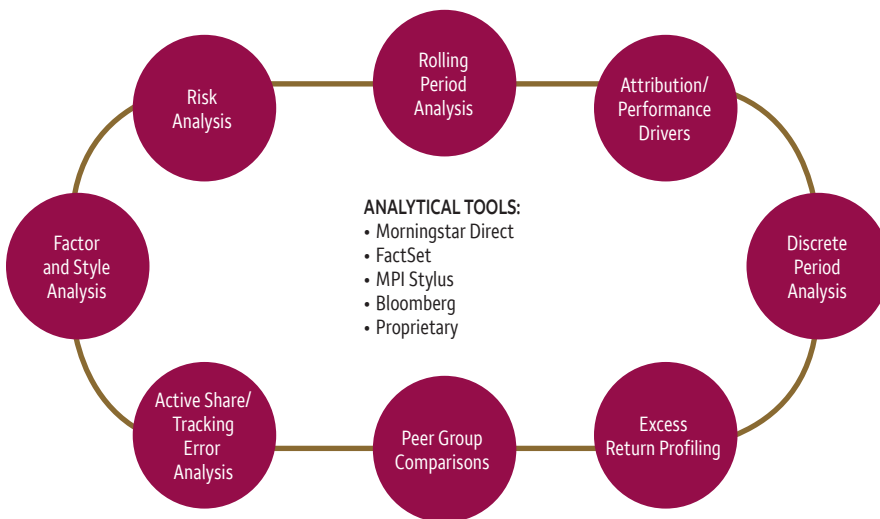 Rolling
Period
Analysis
Attribution/
Performance
Drivers
Risk
Analysis
ANALYTICAL TOOLS:
• Morningstar Direct
• FactSet
• MPI Stylus
• Bloomberg
• Proprietary
Factor
and Style
Analysis
Discrete
Period
Analysis
Active Share/
Tracking
Error
Analysis
Peer Group
Comparisons
Excess
Return Profiling